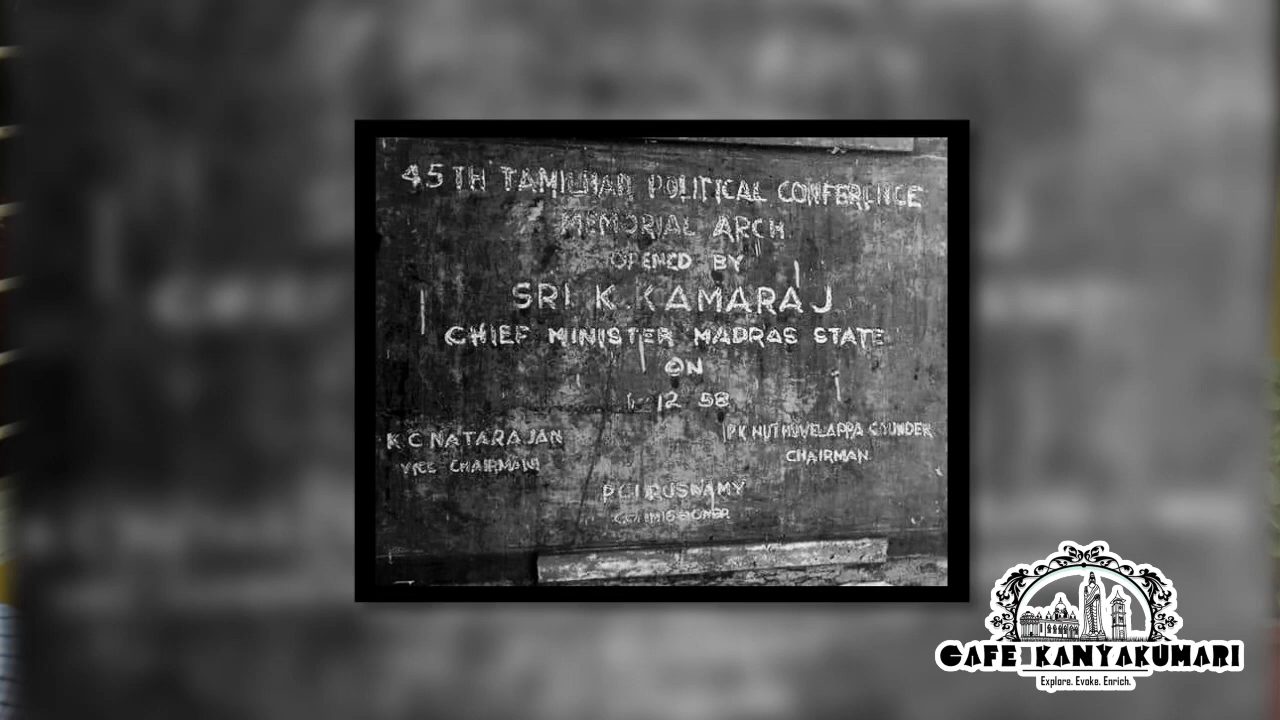 45TH TAMILNAD POLITICAL CONFERENCE
MEMORIAL ARCH
OPENED BY
SRI K. KAMARAJ
CHIEF MINISTER MADRAS STATE
ON
1-12 58
K C NATARAJAN
VICE CHAIRMAN
P K MUTHUVELAPPA GOUNDER
CHAIRMAN
COMMISSIONER
CAFE KANYAKUMARI
Explore. Evoke. Enrich.